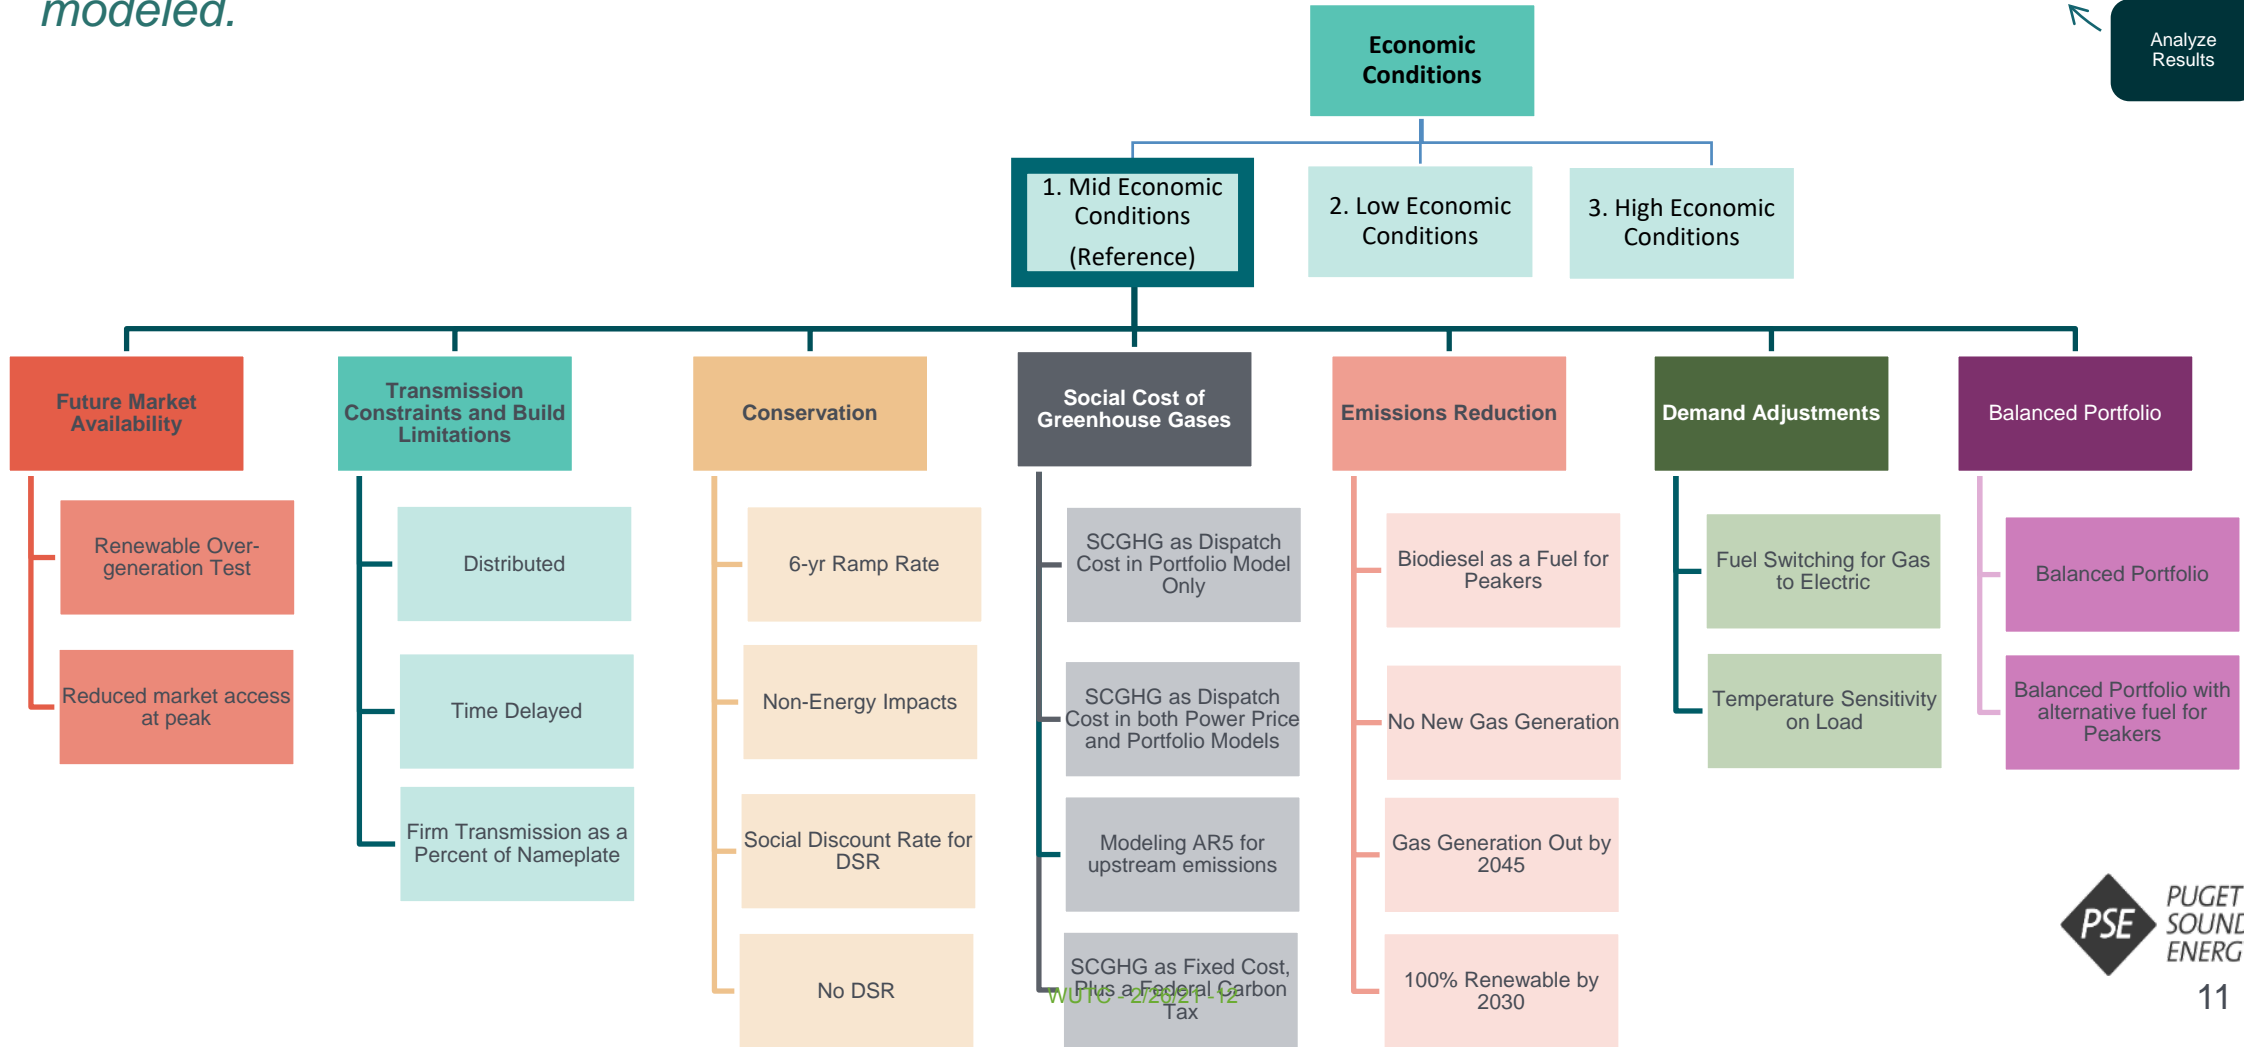 modeled.
Analyze
Results
Economic
Conditions
1. Mid Economic
Conditions
(Reference)
2. Low Economic
Conditions
3. High Economic
Conditions
Future Market
Availability
Renewable Over-
generation Test
Reduced market access
at peak
Transmission
Constraints and Build
Limitations
Distributed
Time Delayed
Firm Transmission as a
Percent of Nameplate
Conservation
6-yr Ramp Rate
Non-Energy Impacts
Social Discount Rate for
DSR
No DSR
Social Cost of
Greenhouse Gases
SCGHG as Dispatch
Cost in Portfolio Model
Only
SCGHG as Dispatch
Cost in both Power Price
and Portfolio Models
Modeling AR5 for
upstream emissions
SCGHG as Fixed Cost,
Plus a Federal Carbon
Tax
WUTC - 2/26/21 -12
Emissions Reduction
Biodiesel as a Fuel for
Peakers
No New Gas Generation
Gas Generation Out by
2045
100% Renewable by
2030
Demand Adjustments
Fuel Switching for Gas
to Electric
Temperature Sensitivity
on Load
Balanced Portfolio
Balanced Portfolio
Balanced Portfolio with
alternative fuel for
Peakers
PSE
PUGET
SOUND
ENERG
11